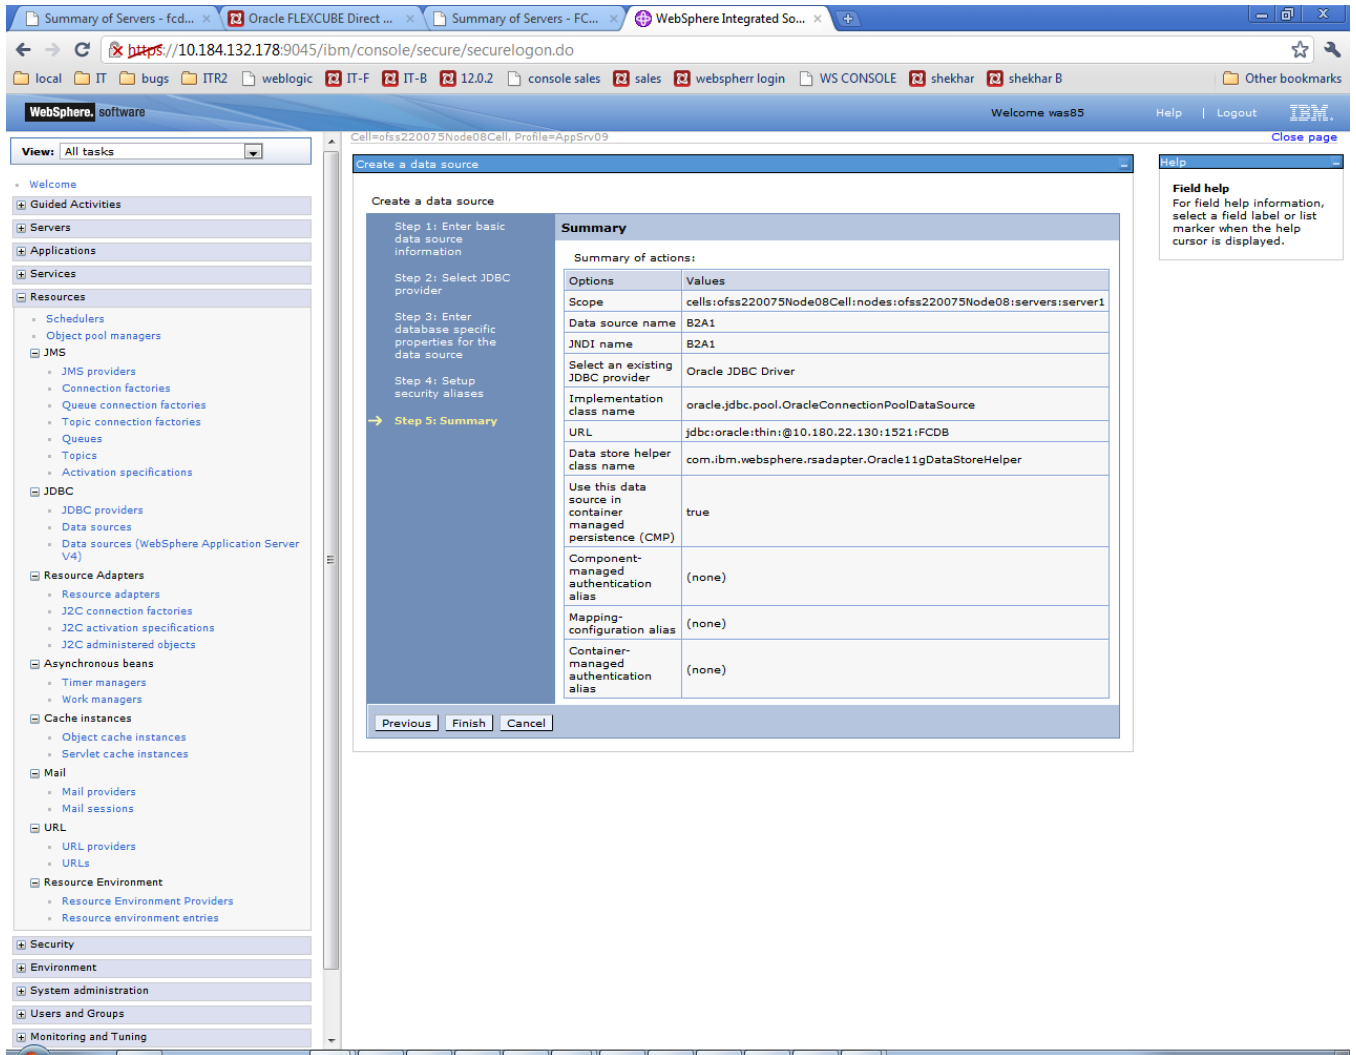 Summary of Servers - fcd...
Oracle FLEXCUBE Direct ...
Summary of Servers - FC...
WebSphere Integrated So...
https://10.184.132.178:9045/ibm/console/secure/securelogon.do
local IT bugs ITR2 weblogic IT-F IT-B 12.0.2 console sales sales webspherr login WS CONSOLE shekhar shekhar B Other bookmarks
WebSphere. software Welcome was85 Help | Logout IBM.
View: All tasks
Welcome
Guided Activities
Servers
Applications
Services
Resources
Schedulers
Object pool managers
JMS
JMS providers
Connection factories
Queue connection factories
Topic connection factories
Queues
Topics
Activation specifications
JDBC
JDBC providers
Data sources
Data sources (WebSphere Application Server
V4)
Resource Adapters
Resource adapters
J2C connection factories
J2C activation specifications
J2C administered objects
Asynchronous beans
Timer managers
Work managers
Cache instances
Object cache instances
Servlet cache instances
Mail
Mail providers
Mail sessions
URL
URL providers
URLs
Resource Environment
Resource Environment Providers
Resource environment entries
Security
Environment
System administration
Users and Groups
Monitoring and Tuning
Cell=ofss220075Node08Cell, Profile=AppSrv09
Close page
Create a data source
Create a data source
Step 1: Enter basic
data source
information
Step 2: Select JDBC
provider
Step 3: Enter
database specific
properties for the
data source
Step 4: Setup
security aliases
Step 5: Summary
Summary
Summary of actions:
Options Values
Scope cells:ofss220075Node08Cell:nodes:ofss220075Node08:servers:server1
Data source name B2A1
JNDI name B2A1
Select an existing
JDBC provider Oracle JDBC Driver
Implementation
class name oracle.jdbc.pool.OracleConnectionPoolDataSource
URL jdbc:oracle:thin:@10.180.22.130:1521:FCDB
Data store helper
class name com.ibm.websphere.rsadapter.Oracle11gDataStoreHelper
Use this data
source in
container true
managed
persistence (CMP)
Component-
managed
authentication (none)
alias
Mapping-
configuration alias (none)
Container-
managed
authentication (none)
alias
Previous Finish Cancel
Help
Field help
For field help information,
select a field label or list
marker when the help
cursor is displayed.